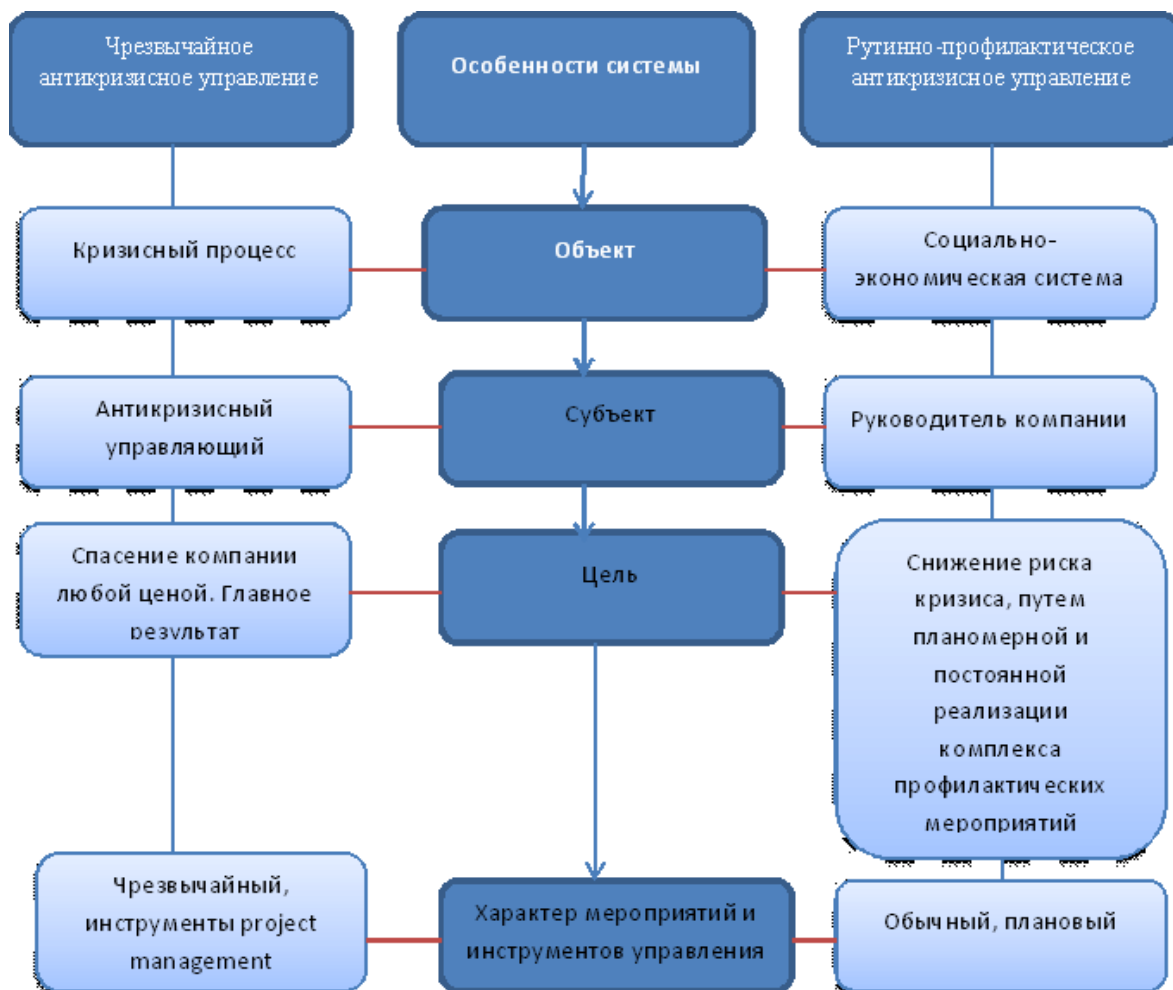 Чрезвычайное
антикризисное управление
Особенности системы
Рутинно-профилактическое
антикризисное управление
Кризисный процесс
Объект
Социально-
экономическая система
Антикризисный
управляющий
Субъект
Руководитель компании
Спасение компании
любой ценой. Главное
результат
Цель
Снижение риска
кризиса, путем
планомерной и
постоянной
реализации
комплекса
профилактических
мероприятий
Чрезвычайный,
инструменты project
management
Характер мероприятий и
инструментов управления
Обычный, плановый